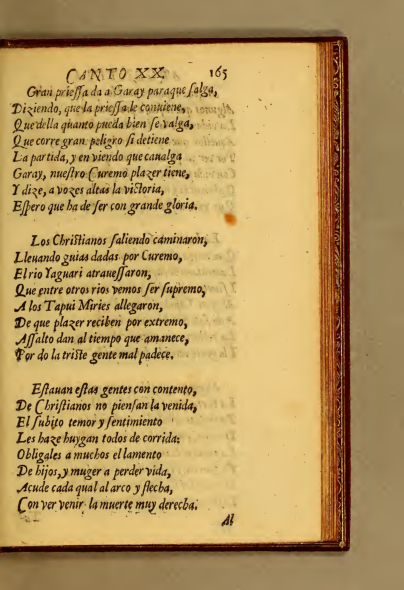 CANTO XX. 165
Gran priessa da a Garay paraque salga,
Diziendo, que la priessa le conuiene,
Que della quanto pueda bien se valga,
Que corre gran peligro si detiene
La partida, y en viendo que caualga
Garay, nuestro Curemo plazer tiene,
Y dize, a vozes altas la victoria,
Espero que ha de ser con grande gloria.
Los Christianos saliendo caminaron,
Lleuando guias dadas por Curemo,
El rio Yaguari atrauessaron,
Que entre otros rios vemos ser supremo,
A los Tapui Miries allegaron,
De que plazer reciben por extremo,
Assalto dan al tiempo que amanece,
Por do la triste gente mal padece.
Estauan estas gentes con contento,
De Christianos no piensan la venida,
El subito temor y sentimiento
Les haze huygan todos de corrida:
Obligales a muchos el lamento
De hijos, y muger a perder vida,
Acude cada qual al arco y flecha,
Con ver venir la muerte muy derecha.
Al